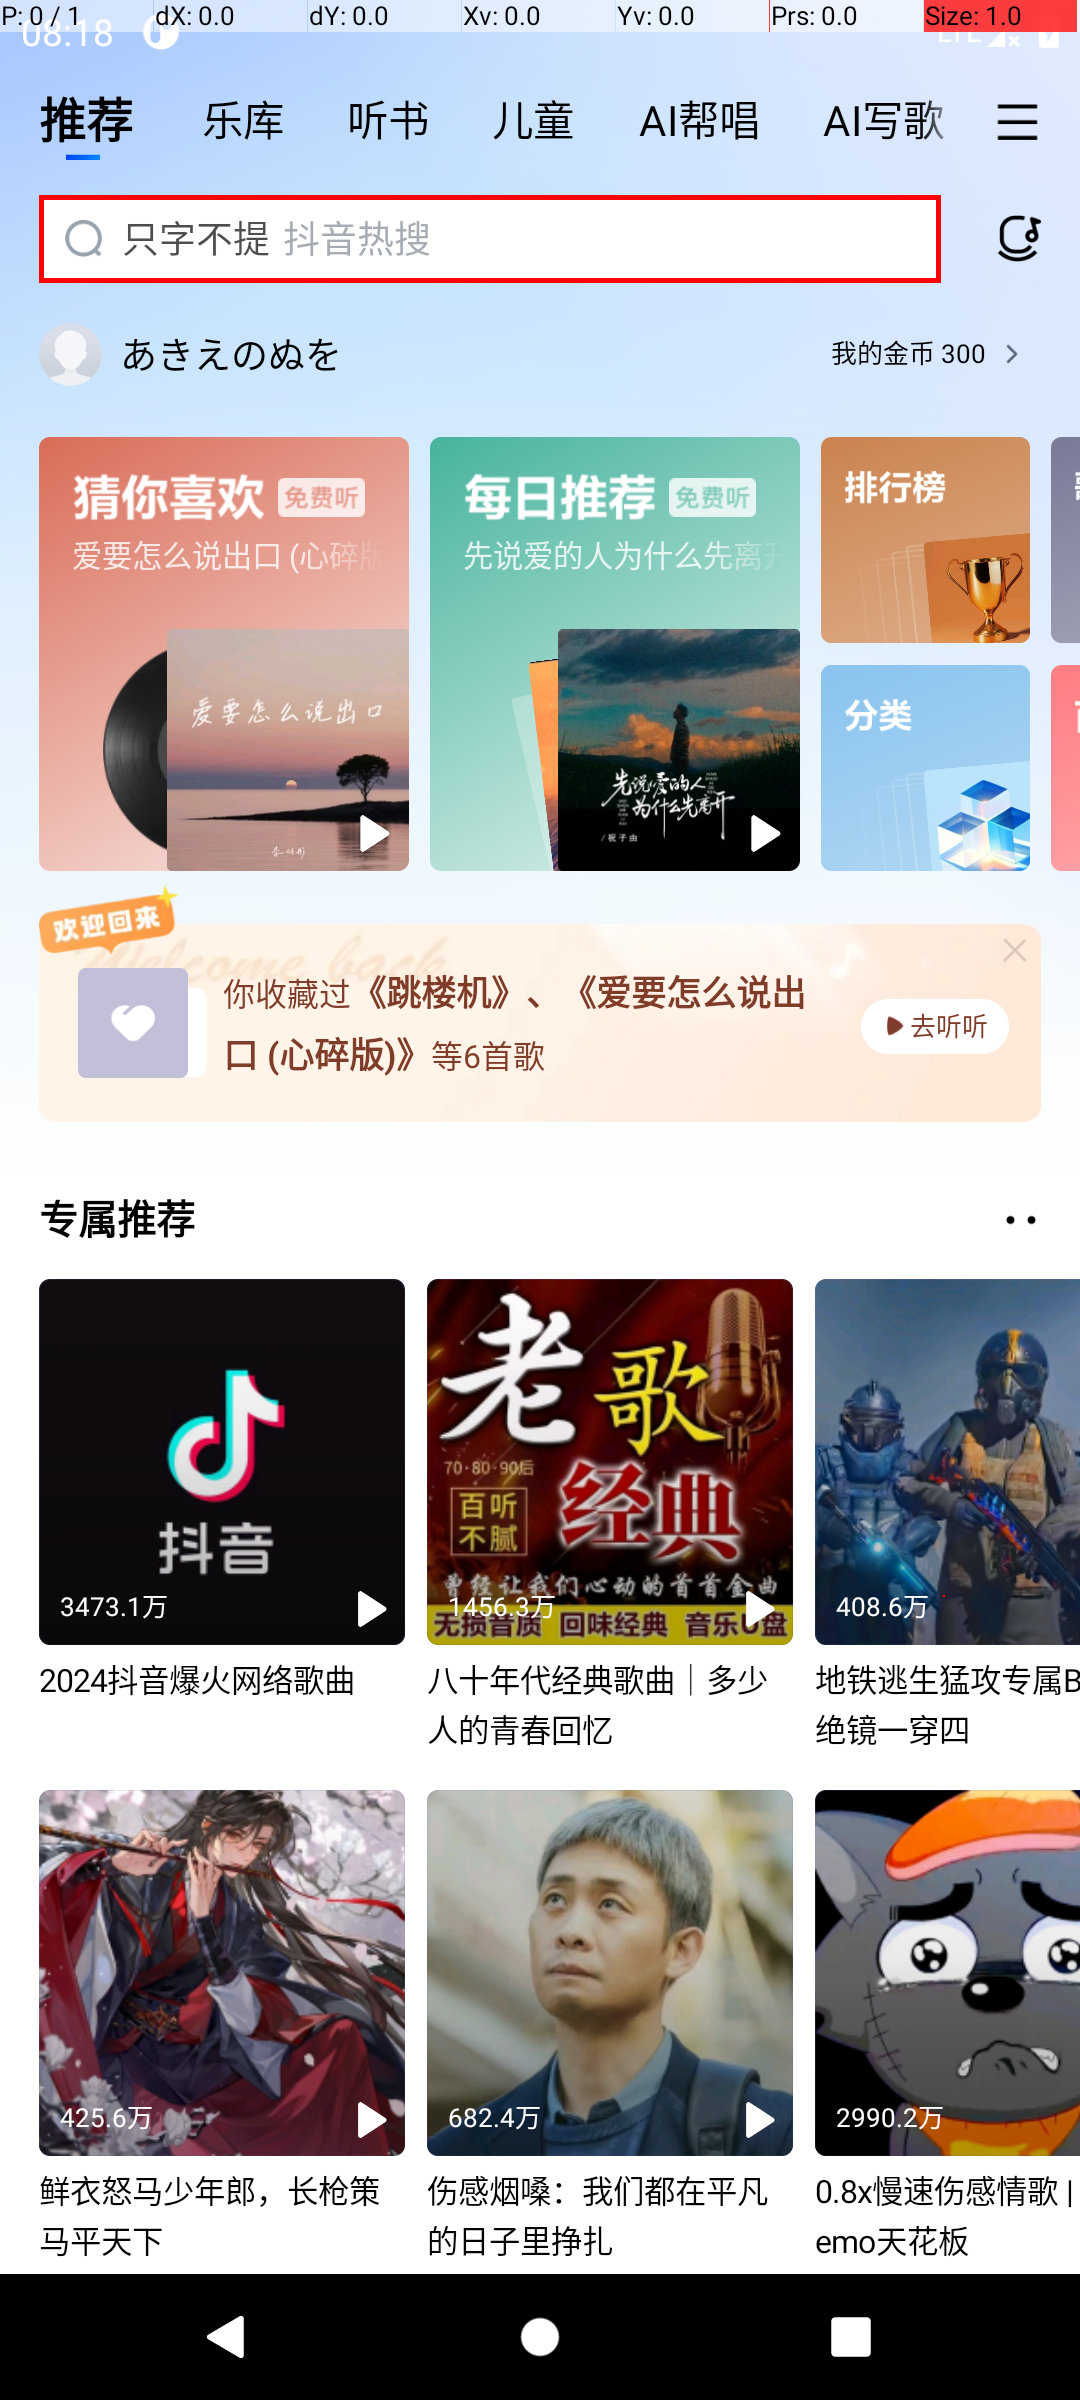 P: 0 / 1 dX: 0.0 dY: 0.0 Xv: 0.0 Yv: 0.0 Prs: 0.0 Size: 1.0
08:18 LTE
推荐 乐库 听书 儿童 AI帮唱 AI写歌
只字不提 抖音热搜
あきえのぬを 我的金币 300
猜你喜欢 免费听
爱要怎么说出口 (心碎版
爱要怎么说出口
每日推荐 免费听
先说爱的人为什么先离开
先说爱的人
为什么先离开
/ 祝子由
排行榜
分类
欢迎回来
Welcome back
你收藏过《跳楼机》、《爱要怎么说出
口 (心碎版)》等6首歌
去听听
专属推荐
抖音
3473.1万
2024抖音爆火网络歌曲
老歌
70·80·90后
经典
百听
不腻
曾经让我们心动的首首金曲
1456.3万
无损音质 回味经典 音乐U盘
八十年代经典歌曲｜多少
人的青春回忆
408.6万
地铁逃生猛攻专属B
绝镜一穿四
425.6万
鲜衣怒马少年郎，长枪策
马平天下
682.4万
伤感烟嗓：我们都在平凡
的日子里挣扎
2990.2万
0.8x慢速伤感情歌 |
emo天花板